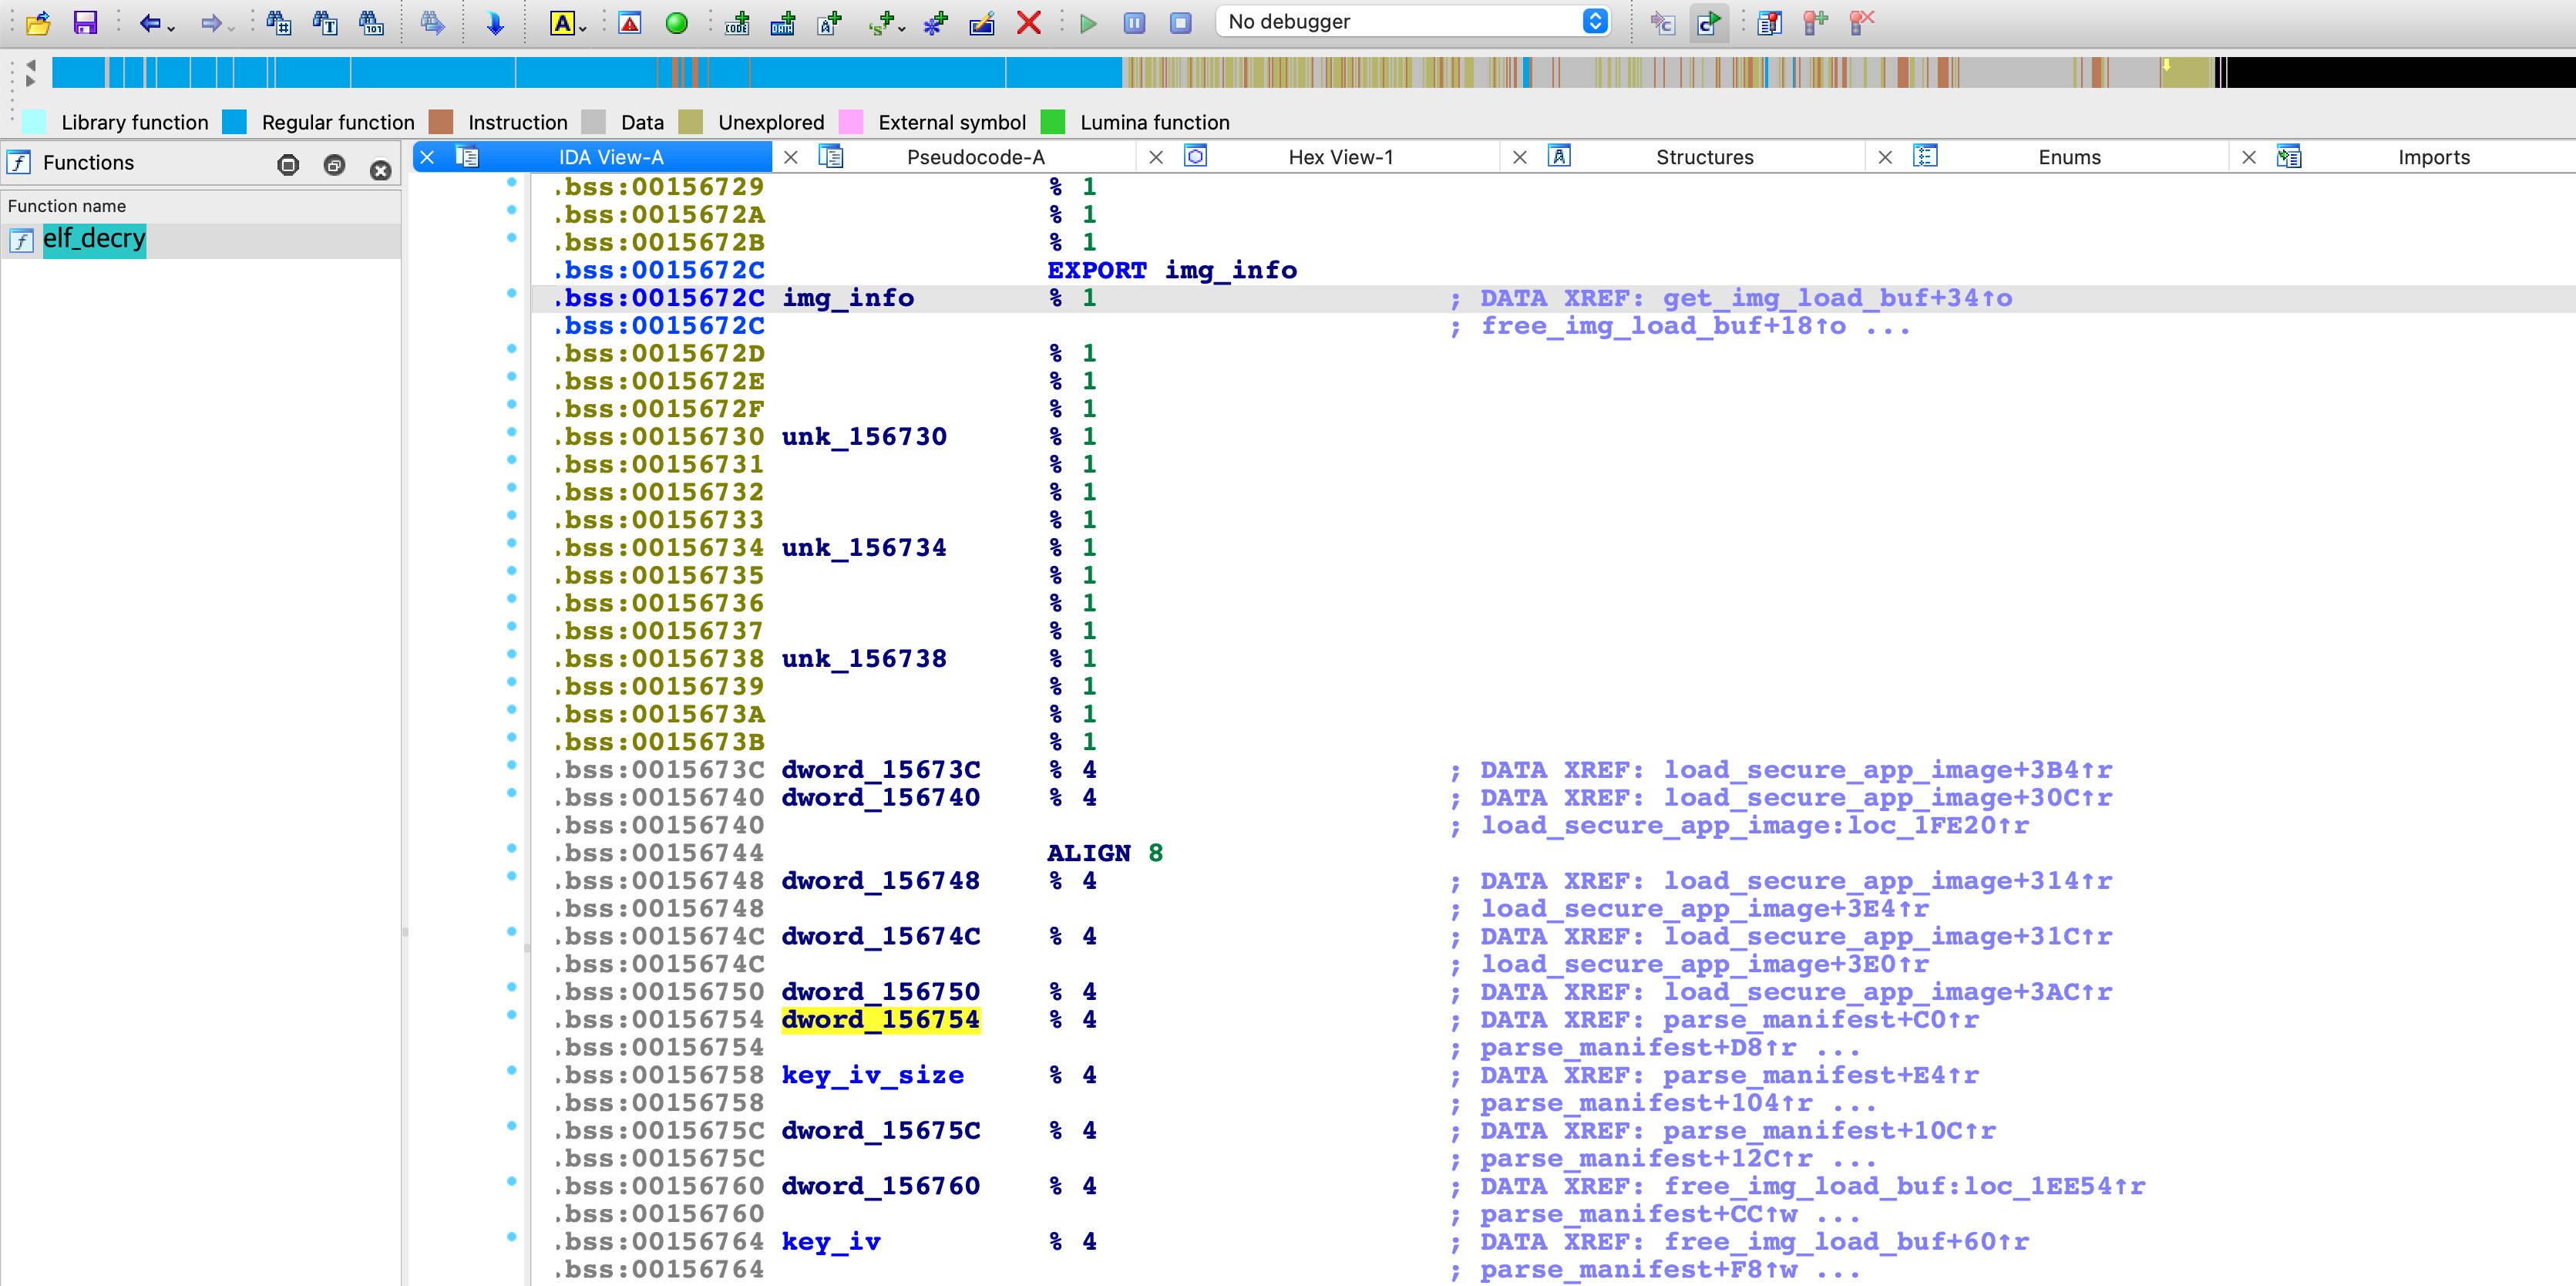 No debugger
Library function Regular function Instruction Data Unexplored External symbol Lumina function
Functions
IDA View-A Pseudocode-A Hex View-1 Structures Enums Imports
Function name
elf_decry
.bss:00156729 % 1
.bss:0015672A % 1
.bss:0015672B % 1
.bss:0015672C EXPORT img_info
.bss:0015672C img_info % 1 ; DATA XREF: get_img_load_buf+34↑o
.bss:0015672C ; free_img_load_buf+18↑o ...
.bss:0015672D % 1
.bss:0015672E % 1
.bss:0015672F % 1
.bss:00156730 unk_156730 % 1
.bss:00156731 % 1
.bss:00156732 % 1
.bss:00156733 % 1
.bss:00156734 unk_156734 % 1
.bss:00156735 % 1
.bss:00156736 % 1
.bss:00156737 % 1
.bss:00156738 unk_156738 % 1
.bss:00156739 % 1
.bss:0015673A % 1
.bss:0015673B % 1
.bss:0015673C dword_15673C % 4 ; DATA XREF: load_secure_app_image+3B4↑r
.bss:00156740 dword_156740 % 4 ; DATA XREF: load_secure_app_image+30C↑r
.bss:00156740 ; load_secure_app_image:loc_1FE20↑r
.bss:00156744 ALIGN 8
.bss:00156748 dword_156748 % 4 ; DATA XREF: load_secure_app_image+314↑r
.bss:00156748 ; load_secure_app_image+3E4↑r
.bss:0015674C dword_15674C % 4 ; DATA XREF: load_secure_app_image+31C↑r
.bss:0015674C ; load_secure_app_image+3E0↑r
.bss:00156750 dword_156750 % 4 ; DATA XREF: load_secure_app_image+3AC↑r
.bss:00156754 dword_156754 % 4 ; DATA XREF: parse_manifest+C0↑r
.bss:00156754 ; parse_manifest+D8↑r ...
.bss:00156758 key_iv_size % 4 ; DATA XREF: parse_manifest+E4↑r
.bss:00156758 ; parse_manifest+104↑r ...
.bss:0015675C dword_15675C % 4 ; DATA XREF: parse_manifest+10C↑r
.bss:0015675C ; parse_manifest+12C↑r ...
.bss:00156760 dword_156760 % 4 ; DATA XREF: free_img_load_buf:loc_1EE54↑r
.bss:00156760 ; parse_manifest+CC↑w ...
.bss:00156764 key_iv % 4 ; DATA XREF: free_img_load_buf+60↑r
.bss:00156764 ; parse_manifest+F8↑w ...